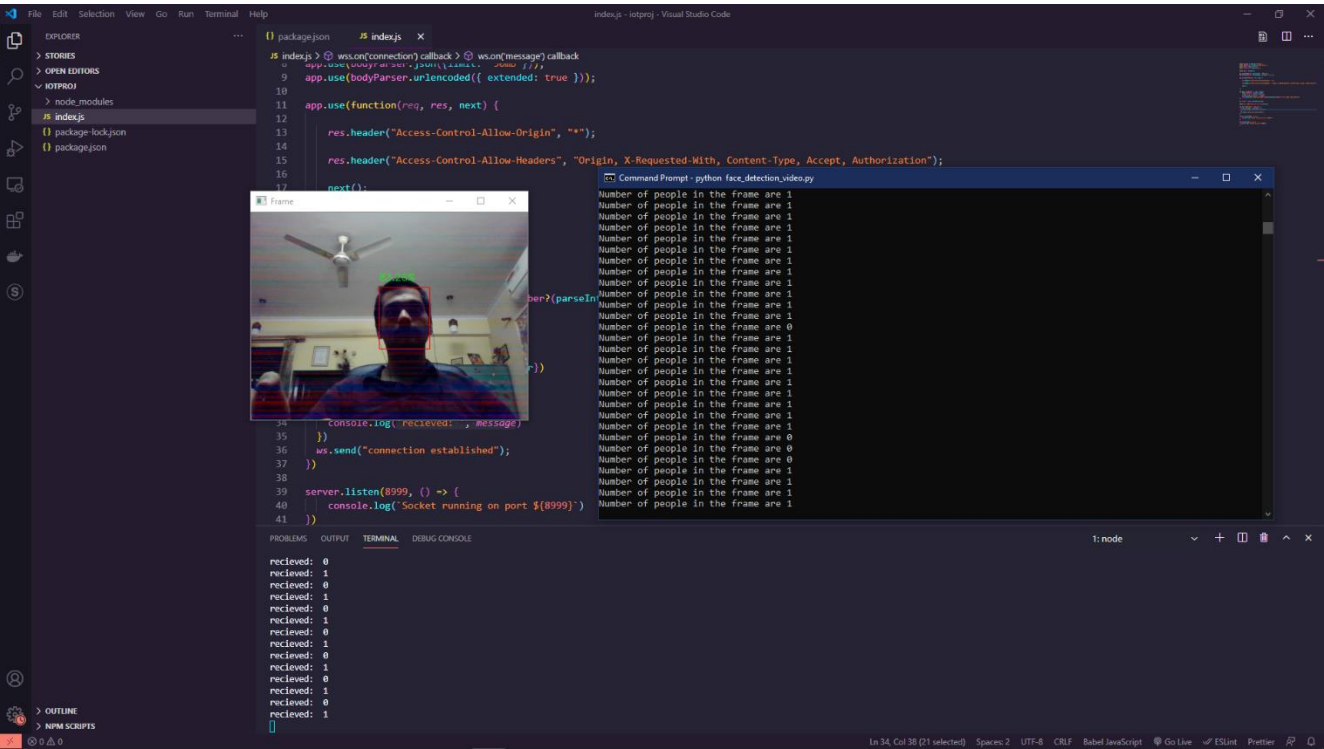 File Edit Selection View Go Run Terminal Help
index.js - iotproj - Visual Studio Code
EXPLORER
STORIES
OPEN EDITORS
IOTPROJ
node_modules
JS index.js
{} package-lock.json
{} package.json
OUTLINE
NPM SCRIPTS
{} package.json JS index.js
JS index.js > wss.on('connection') callback > ws.on('message') callback
8 app.use(bodyParser.json({limit: "50mb"}));
9 app.use(bodyParser.urlencoded({ extended: true }));
10
11 app.use(function(req, res, next) {
12
13 res.header("Access-Control-Allow-Origin", "*");
14
15 res.header("Access-Control-Allow-Headers", "Origin, X-Requested-With, Content-Type, Accept, Authorization");
16
17 next();
ber?(parseIn
r})
34 console.log("recieved: ", message)
35 })
36 ws.send("connection established");
37 })
38
39 server.listen(8999, () => {
40 console.log(`Socket running on port ${8999}`)
41 })
Frame
Command Prompt - python face_detection_video.py
Number of people in the frame are 1
Number of people in the frame are 1
Number of people in the frame are 1
Number of people in the frame are 1
Number of people in the frame are 1
Number of people in the frame are 1
Number of people in the frame are 1
Number of people in the frame are 1
Number of people in the frame are 1
Number of people in the frame are 1
Number of people in the frame are 1
Number of people in the frame are 1
Number of people in the frame are 0
Number of people in the frame are 1
Number of people in the frame are 1
Number of people in the frame are 1
Number of people in the frame are 1
Number of people in the frame are 1
Number of people in the frame are 1
Number of people in the frame are 1
Number of people in the frame are 1
Number of people in the frame are 1
Number of people in the frame are 0
Number of people in the frame are 0
Number of people in the frame are 0
Number of people in the frame are 1
Number of people in the frame are 1
Number of people in the frame are 1
Number of people in the frame are 1
PROBLEMS OUTPUT TERMINAL DEBUG CONSOLE
1: node
recieved: 0
recieved: 1
recieved: 0
recieved: 1
recieved: 0
recieved: 1
recieved: 0
recieved: 1
recieved: 0
recieved: 1
recieved: 0
recieved: 1
recieved: 0
recieved: 1
0 0
Ln 34, Col 38 (21 selected) Spaces: 2 UTF-8 CRLF Babel JavaScript Go Live ESLint Prettier